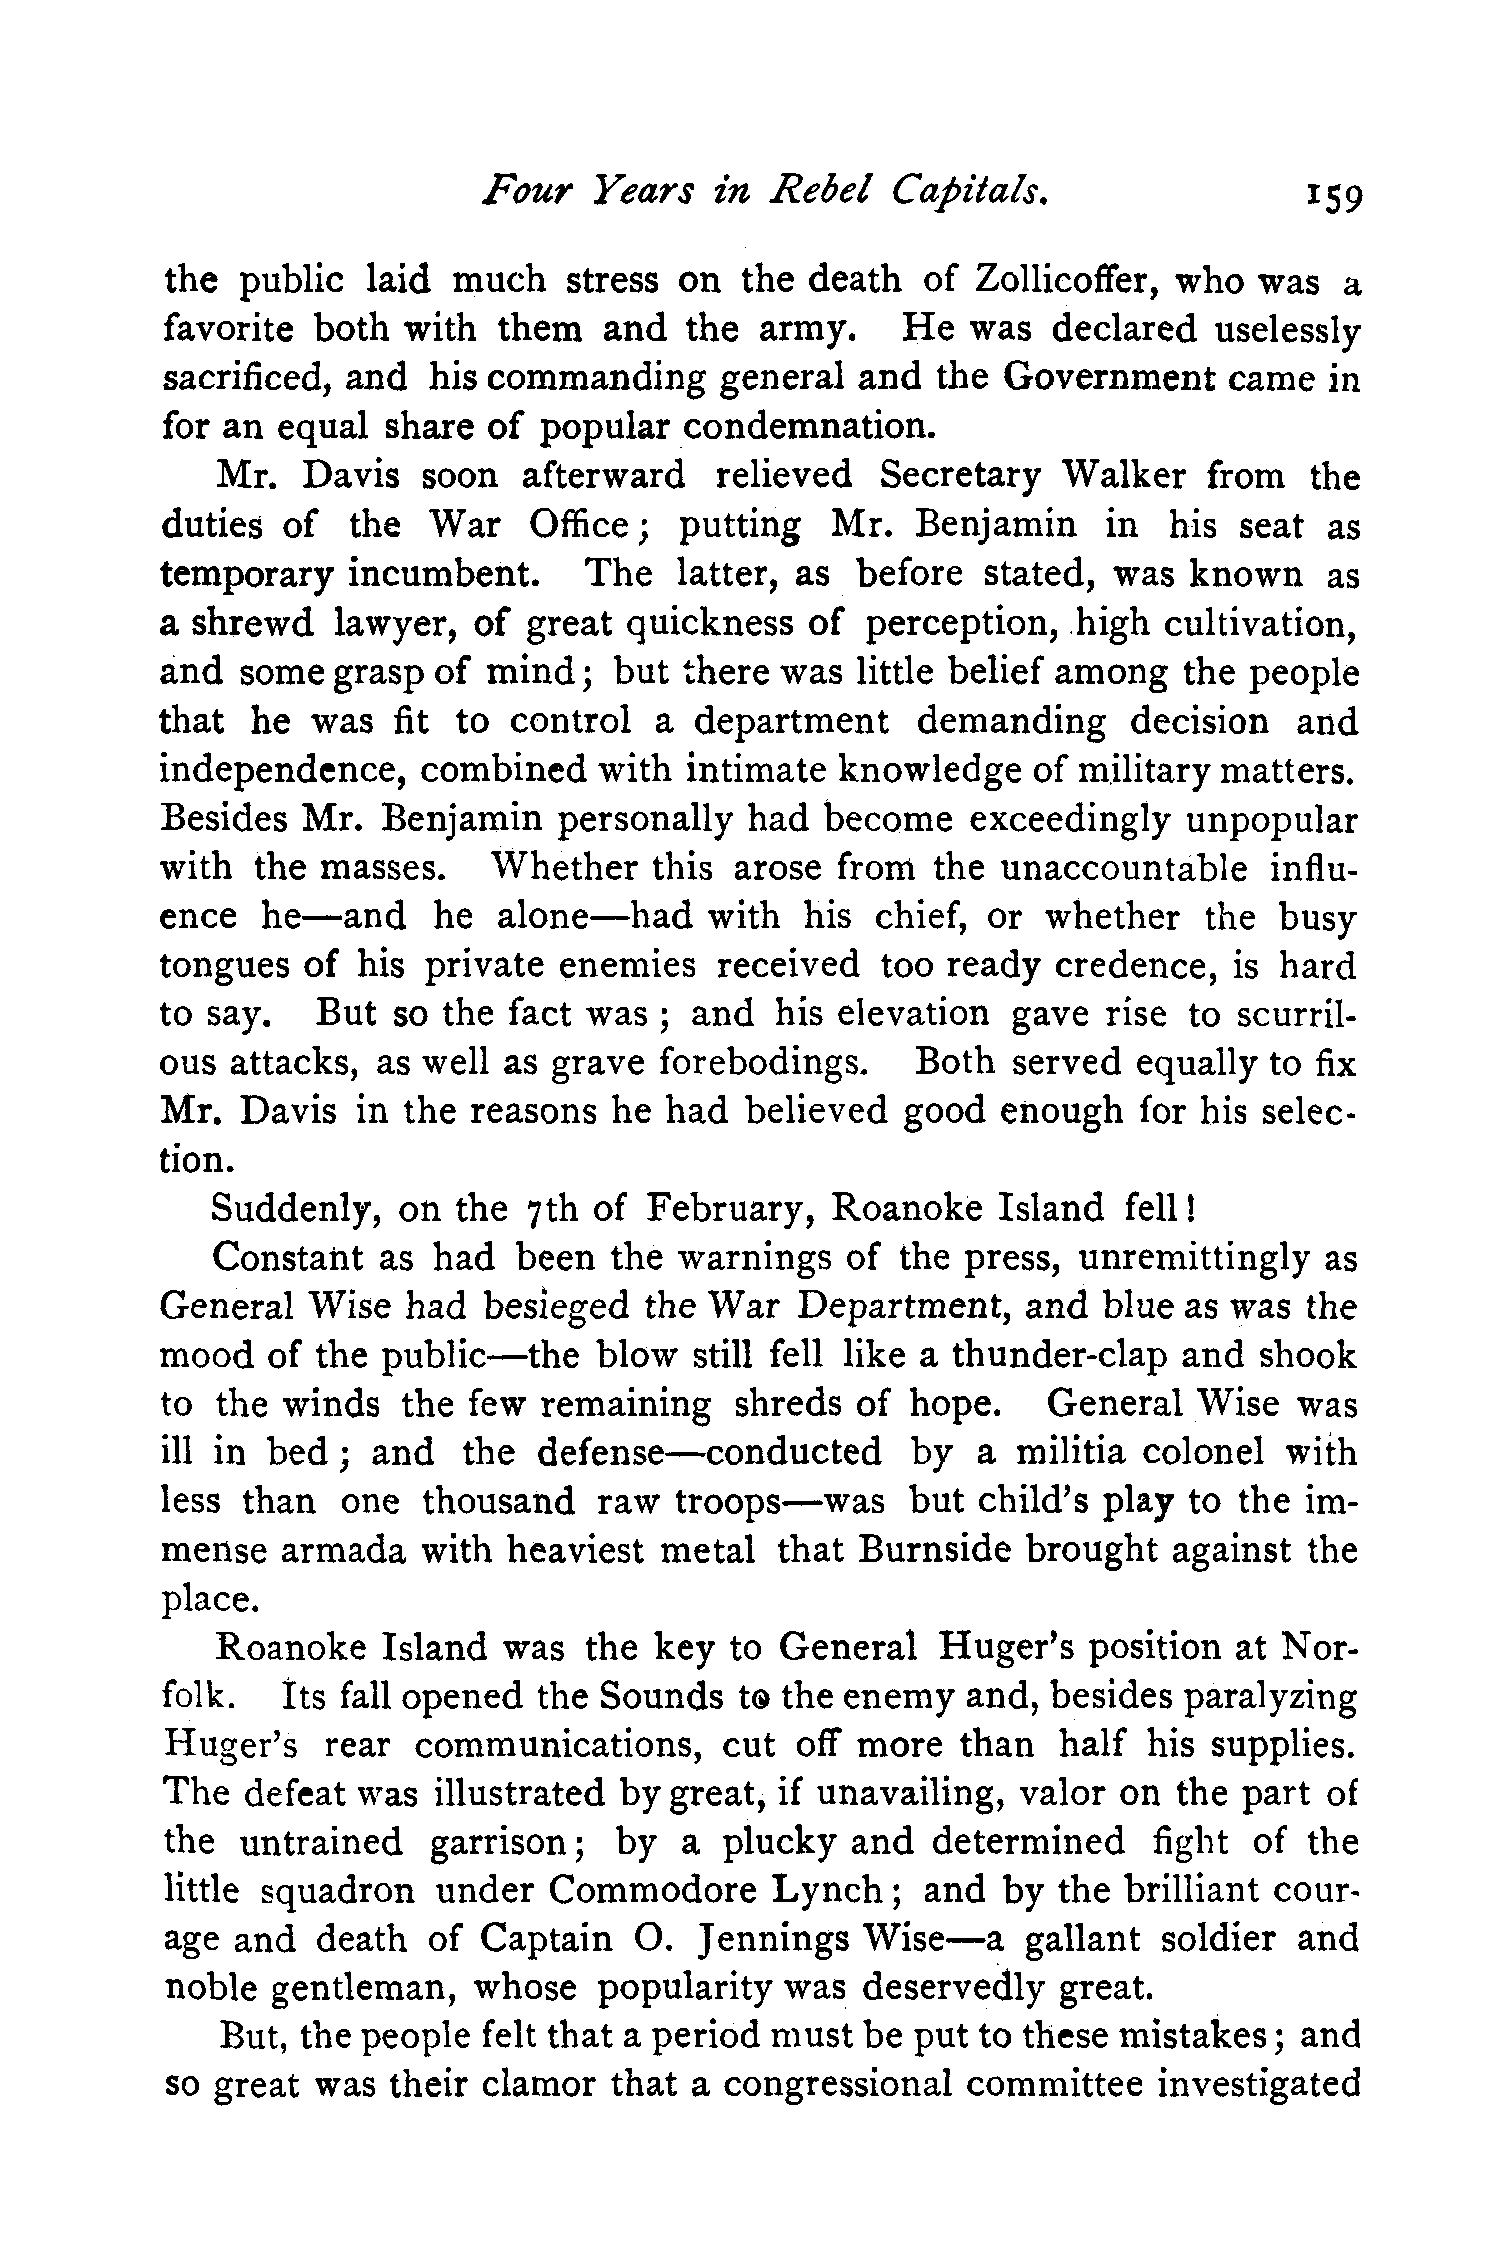 Four Years in Rebel Capitals. 159
the public laid much stress on the death of Zollicoffer, who was a
favorite both with them and the army. He was declared uselessly
sacrificed, and his commanding general and the Government came in
for an equal share of popular condemnation.
Mr. Davis soon afterward relieved Secretary Walker from the
duties of the War Office; putting Mr. Benjamin in his seat as
temporary incumbent. The latter, as before stated, was known as
a shrewd lawyer, of great quickness of perception, high cultivation,
and some grasp of mind; but there was little belief among the people
that he was fit to control a department demanding decision and
independence, combined with intimate knowledge of military matters.
Besides Mr. Benjamin personally had become exceedingly unpopular
with the masses. Whether this arose from the unaccountable influ-
ence he—and he alone—had with his chief, or whether the busy
tongues of his private enemies received too ready credence, is hard
to say. But so the fact was; and his elevation gave rise to scurril-
ous attacks, as well as grave forebodings. Both served equally to fix
Mr. Davis in the reasons he had believed good enough for his selec-
tion.
Suddenly, on the 7th of February, Roanoke Island fell!
Constant as had been the warnings of the press, unremittingly as
General Wise had besieged the War Department, and blue as was the
mood of the public—the blow still fell like a thunder-clap and shook
to the winds the few remaining shreds of hope. General Wise was
ill in bed; and the defense—conducted by a militia colonel with
less than one thousand raw troops—was but child's play to the im-
mense armada with heaviest metal that Burnside brought against the
place.
Roanoke Island was the key to General Huger's position at Nor-
folk. Its fall opened the Sounds to the enemy and, besides paralyzing
Huger's rear communications, cut off more than half his supplies.
The defeat was illustrated by great, if unavailing, valor on the part of
the untrained garrison; by a plucky and determined fight of the
little squadron under Commodore Lynch; and by the brilliant cour-
age and death of Captain O. Jennings Wise—a gallant soldier and
noble gentleman, whose popularity was deservedly great.
But, the people felt that a period must be put to these mistakes; and
so great was their clamor that a congressional committee investigated